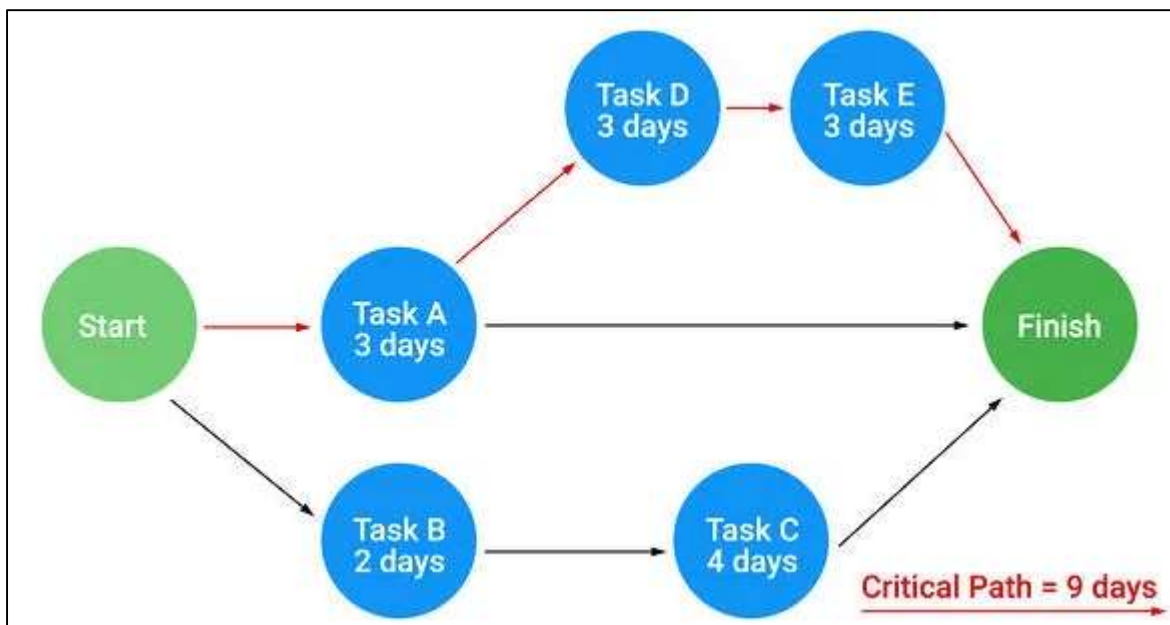 Task D
3 days
Task E
3 days
Start
Task A
3 days
Finish
Task B
2 days
Task C
4 days
Critical Path = 9 days